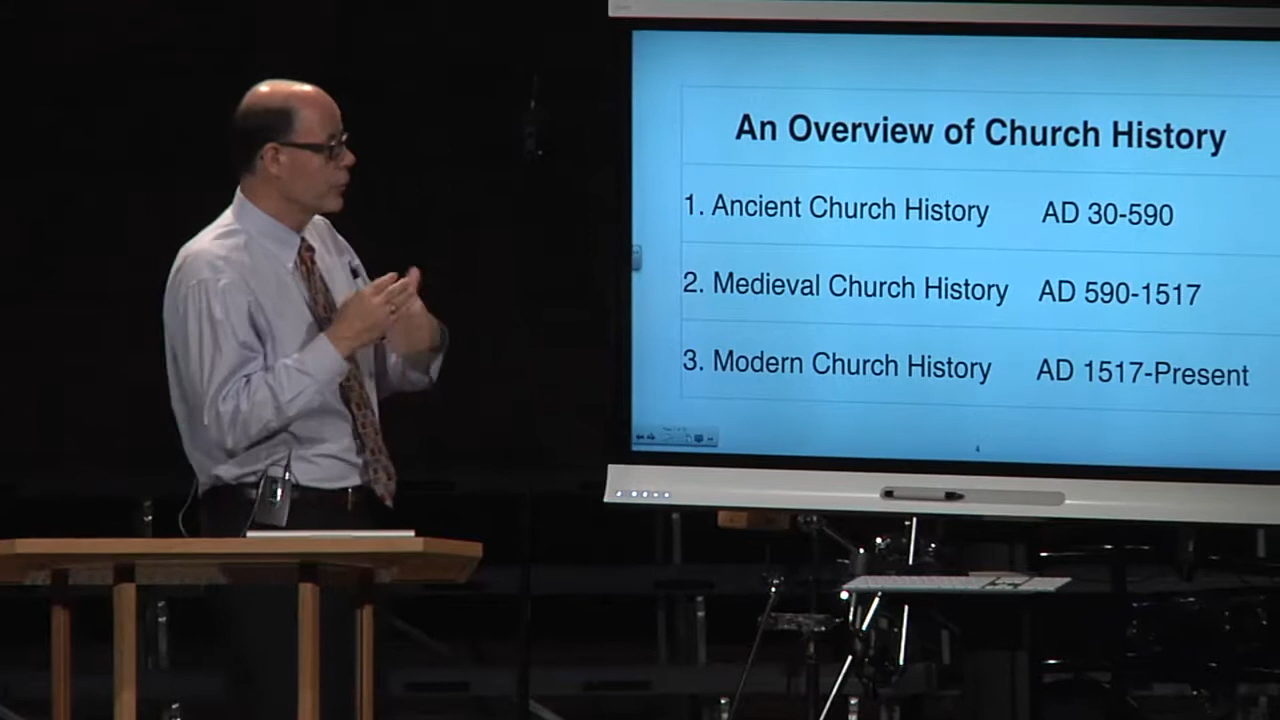 An Overview of Church History
1. Ancient Church History AD 30-590
2. Medieval Church History AD 590-1517
3. Modern Church History AD 1517-Present
4